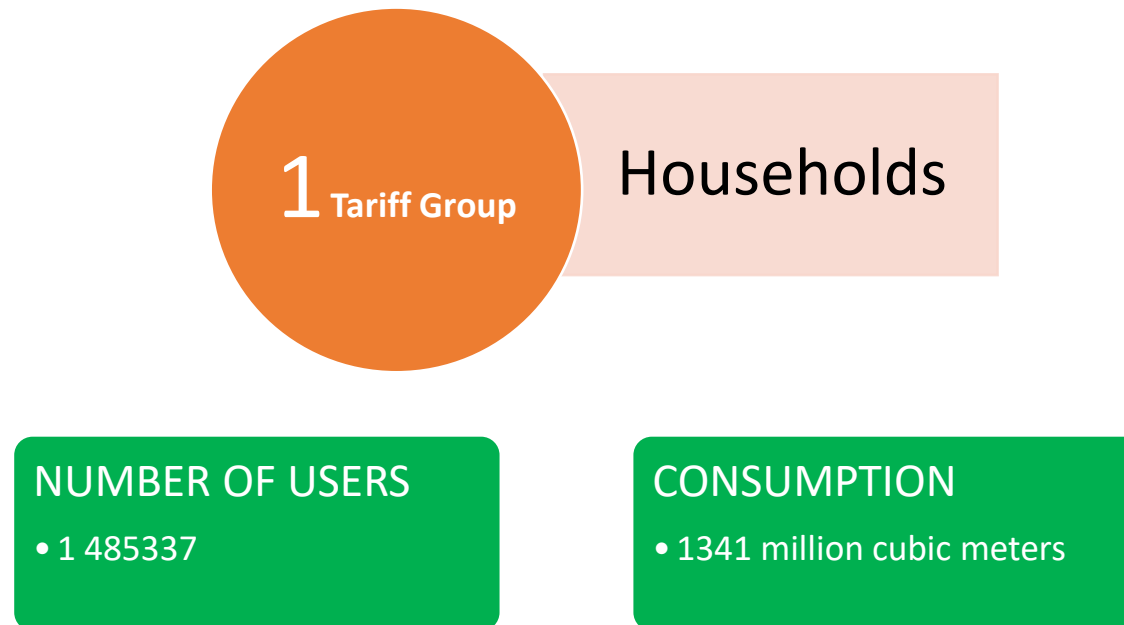 1 Tariff Group
Households
NUMBER OF USERS
• 1 485337
CONSUMPTION
• 1341 million cubic meters